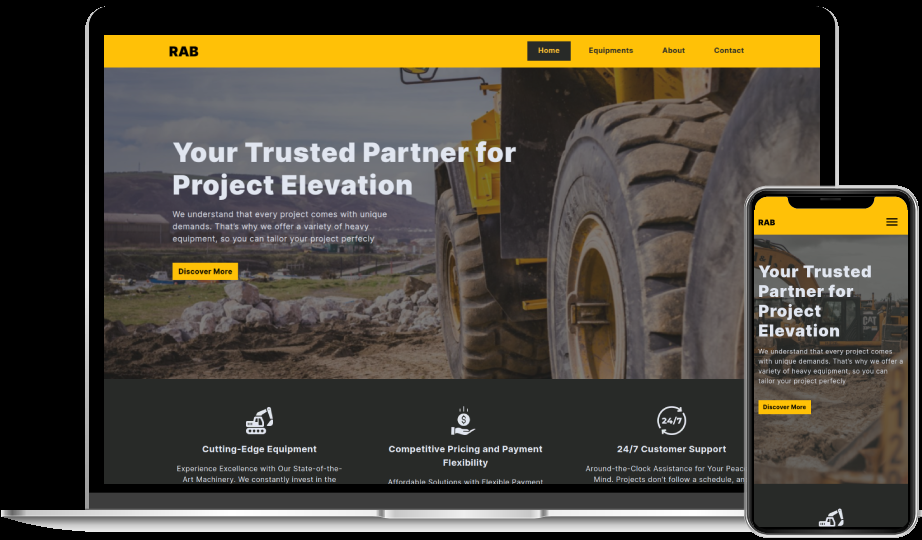 RAB
Home
Equipments
About
Contact
Your Trusted Partner for
Project Elevation
We understand that every project comes with unique
demands. That's why we offer a variety of heavy
equipment, so you can tailor your project perfecly
Discover More
Cutting-Edge Equipment
Experience Excellence with Our State-of-the-
Art Machinery. We constantly invest in the
Competitive Pricing and Payment
Flexibility
Affordable Solutions with Flexible Payment
24/7
24/7 Customer Support
Around-the-Clock Assistance for Your Peac
Mind. Projects don't follow a schedule, an
RAB
Your Trusted
Partner for
Project
Elevation
We understand that every project comes
with unique demands. That's why we offer a
variety of heavy equipment, so you can
tailor your project perfecly
Discover More
CAT